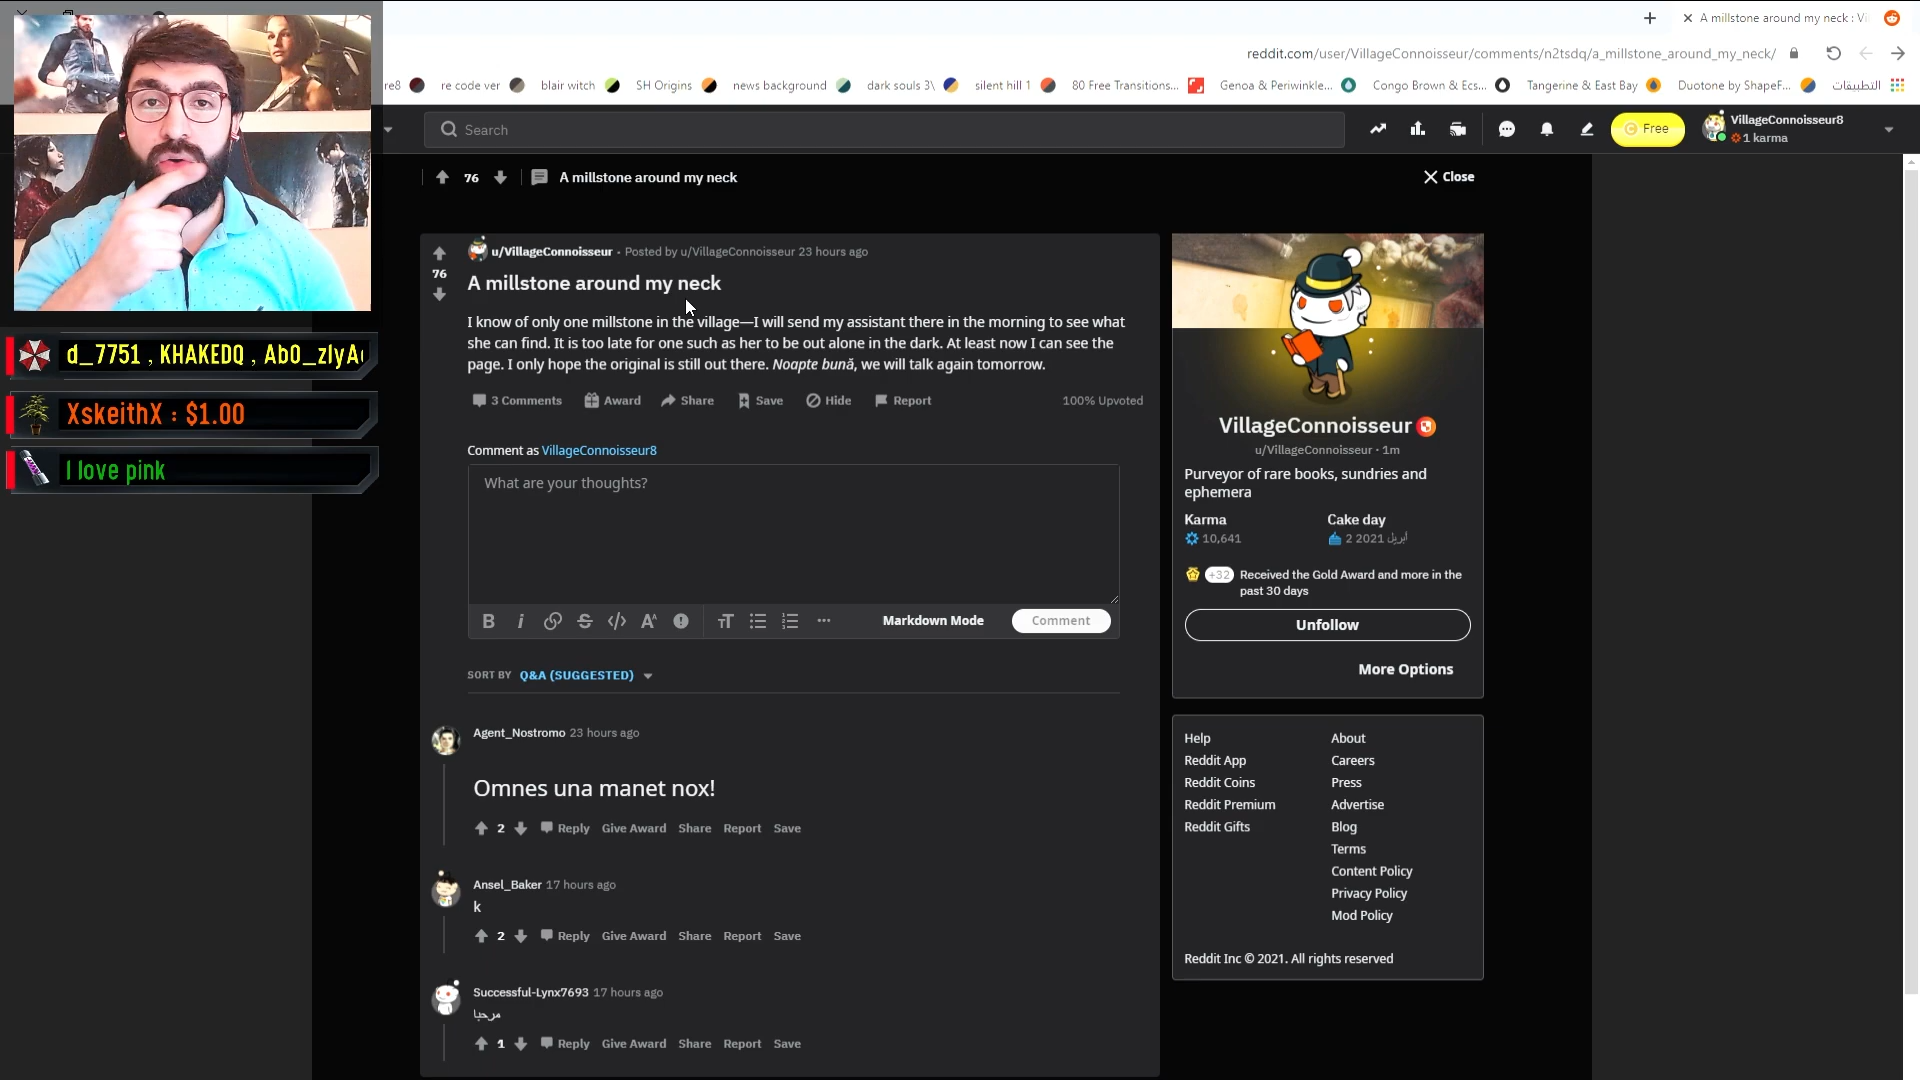 A millstone around my neck : Vi
reddit.com/user/VillageConnoisseur/comments/n2tsdq/a_millstone_around_my_neck/
re8
re code ver
blair witch
SH Origins
news background
dark souls 3\
silent hill 1
80 Free Transitions...
Genoa & Periwinkle...
Congo Brown & Ecs...
Tangerine & East Bay
Duotone by ShapeF...
التطبيقات
Search
Free
VillageConnoisseur8
1 karma
76
A millstone around my neck
Close
u/VillageConnoisseur · Posted by u/VillageConnoisseur 23 hours ago
76
A millstone around my neck
I know of only one millstone in the village—I will send my assistant there in the morning to see what
she can find. It is too late for one such as her to be out alone in the dark. At least now I can see the
page. I only hope the original is still out there. Noapte bună, we will talk again tomorrow.
3 Comments Award Share Save Hide Report 100% Upvoted
Comment as VillageConnoisseur8
What are your thoughts?
Markdown Mode
Comment
SORT BY Q&A (SUGGESTED)
Agent_Nostromo 23 hours ago
Omnes una manet nox!
2 Reply Give Award Share Report Save
Ansel_Baker 17 hours ago
k
2 Reply Give Award Share Report Save
Successful-Lynx7693 17 hours ago
مرحبا
1 Reply Give Award Share Report Save
VillageConnoisseur
u/VillageConnoisseur · 1m
Purveyor of rare books, sundries and
ephemera
Karma
10,641
Cake day
2 أبريل 2021
+32
Received the Gold Award and more in the
past 30 days
Unfollow
More Options
Help
Reddit App
Reddit Coins
Reddit Premium
Reddit Gifts
About
Careers
Press
Advertise
Blog
Terms
Content Policy
Privacy Policy
Mod Policy
Reddit Inc © 2021. All rights reserved
d_7751 , KHAKEDQ ,
XskeithX : $1.00
I love pink